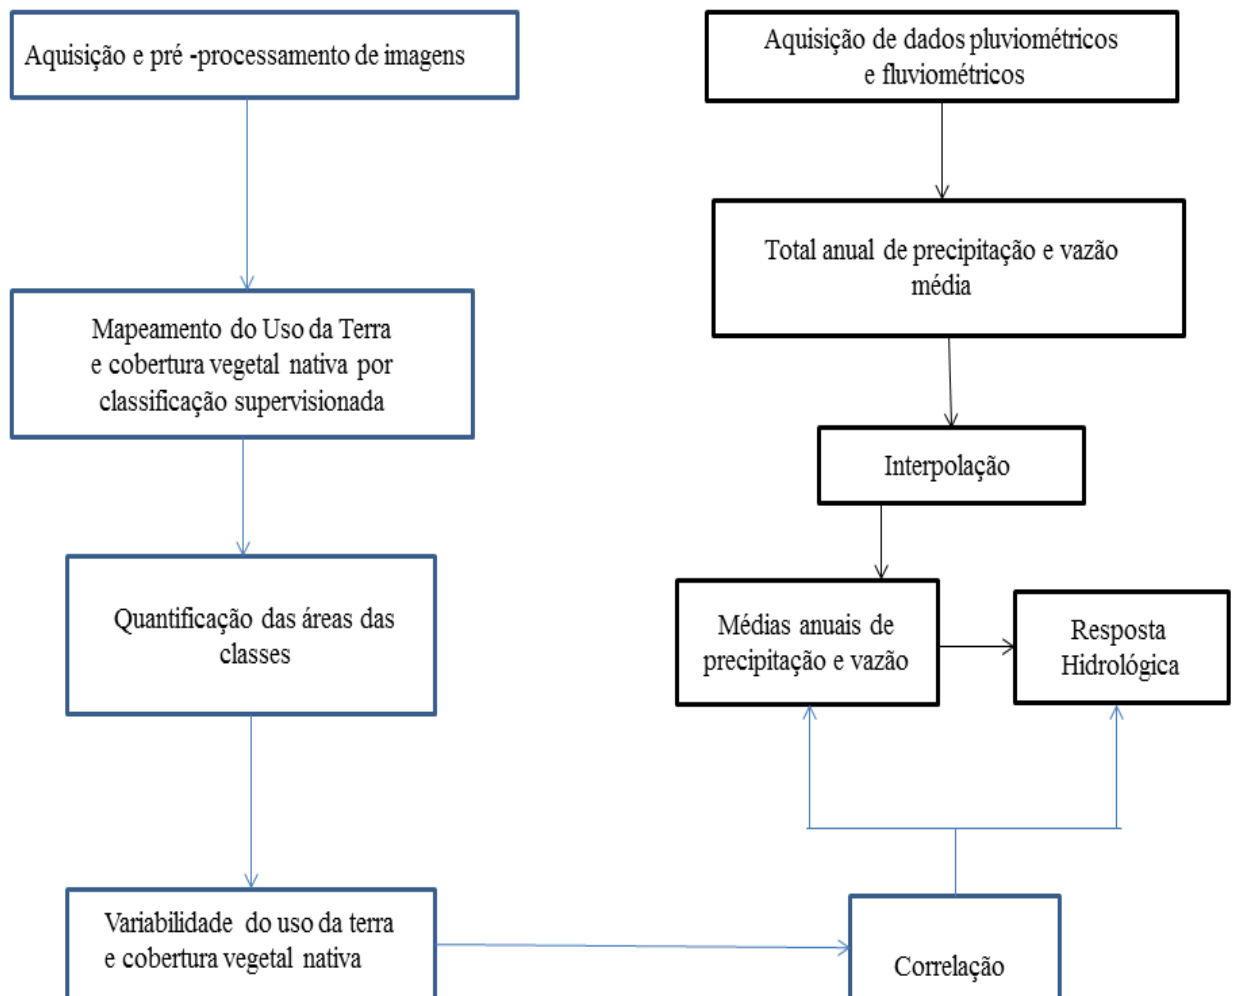 Aquisição e pré -processamento de imagens
Mapeamento do Uso da Terra
e cobertura vegetal nativa por
classificação supervisionada
Quantificação das áreas das
classes
Variabilidade do uso da terra
e cobertura vegetal nativa
Aquisição de dados pluviométricos
e fluviométricos
Total anual de precipitação e vazão
média
Interpolação
Médias anuais de
precipitação e vazão
Resposta
Hidrológica
Correlação